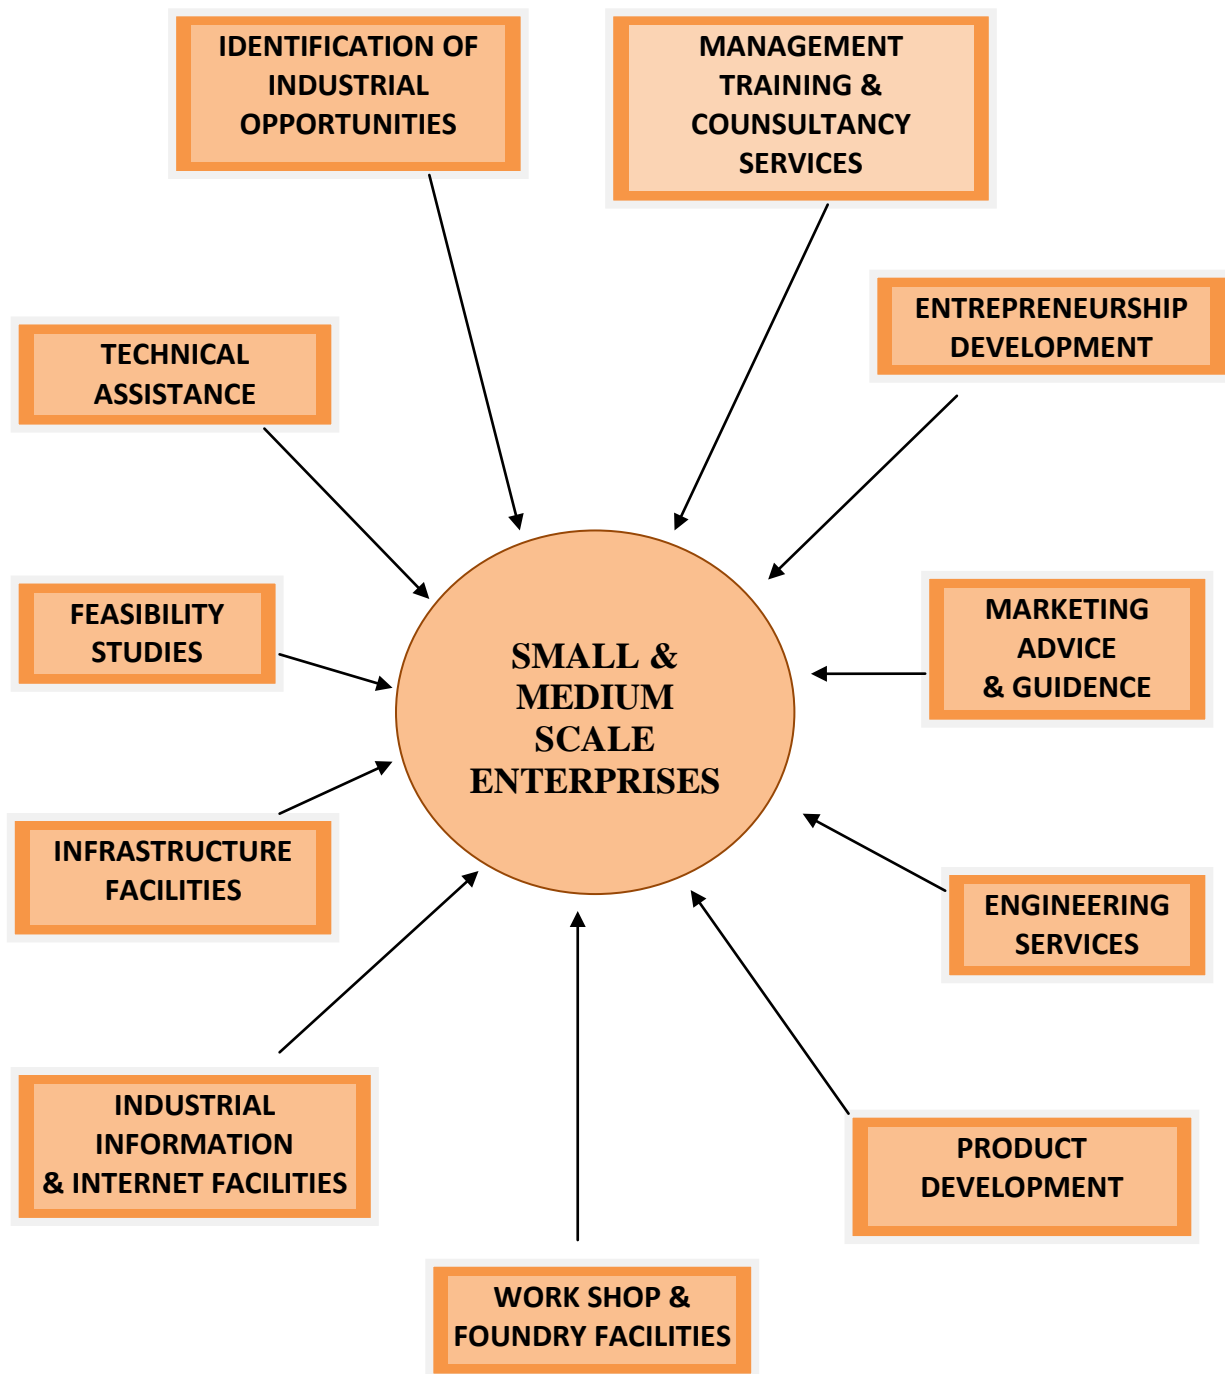 IDENTIFICATION OF
INDUSTRIAL
OPPORTUNITIES
MANAGEMENT
TRAINING &
COUNSULTANCY
SERVICES
ENTREPRENEURSHIP
DEVELOPMENT
TECHNICAL
ASSISTANCE
FEASIBILITY
STUDIES
MARKETING
ADVICE
& GUIDENCE
SMALL &
MEDIUM
SCALE
ENTERPRISES
INFRASTRUCTURE
FACILITIES
ENGINEERING
SERVICES
INDUSTRIAL
INFORMATION
& INTERNET FACILITIES
PRODUCT
DEVELOPMENT
WORK SHOP &
FOUNDRY FACILITIES